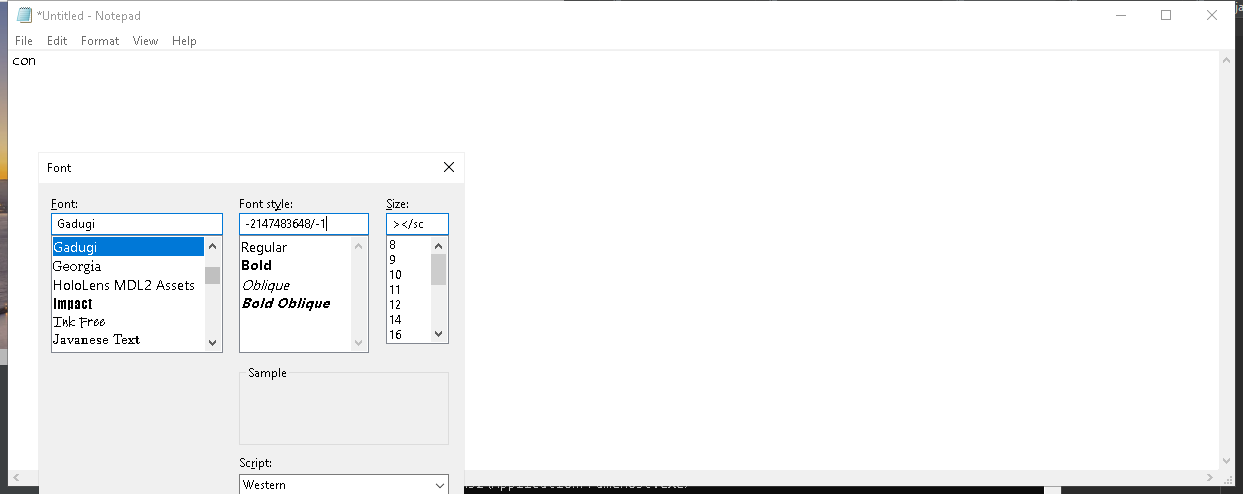 *Untitled - Notepad
File Edit Format View Help
con
Font
Font: Font style: Size:
Gadugi -2147483648/-1 ></sc
Gadugi Regular 8
Georgia Bold 9
HoloLens MDL2 Assets Oblique 10
Impact Bold Oblique 11
Ink Free 12
Javanese Text 14
16
Sample
Script:
Western